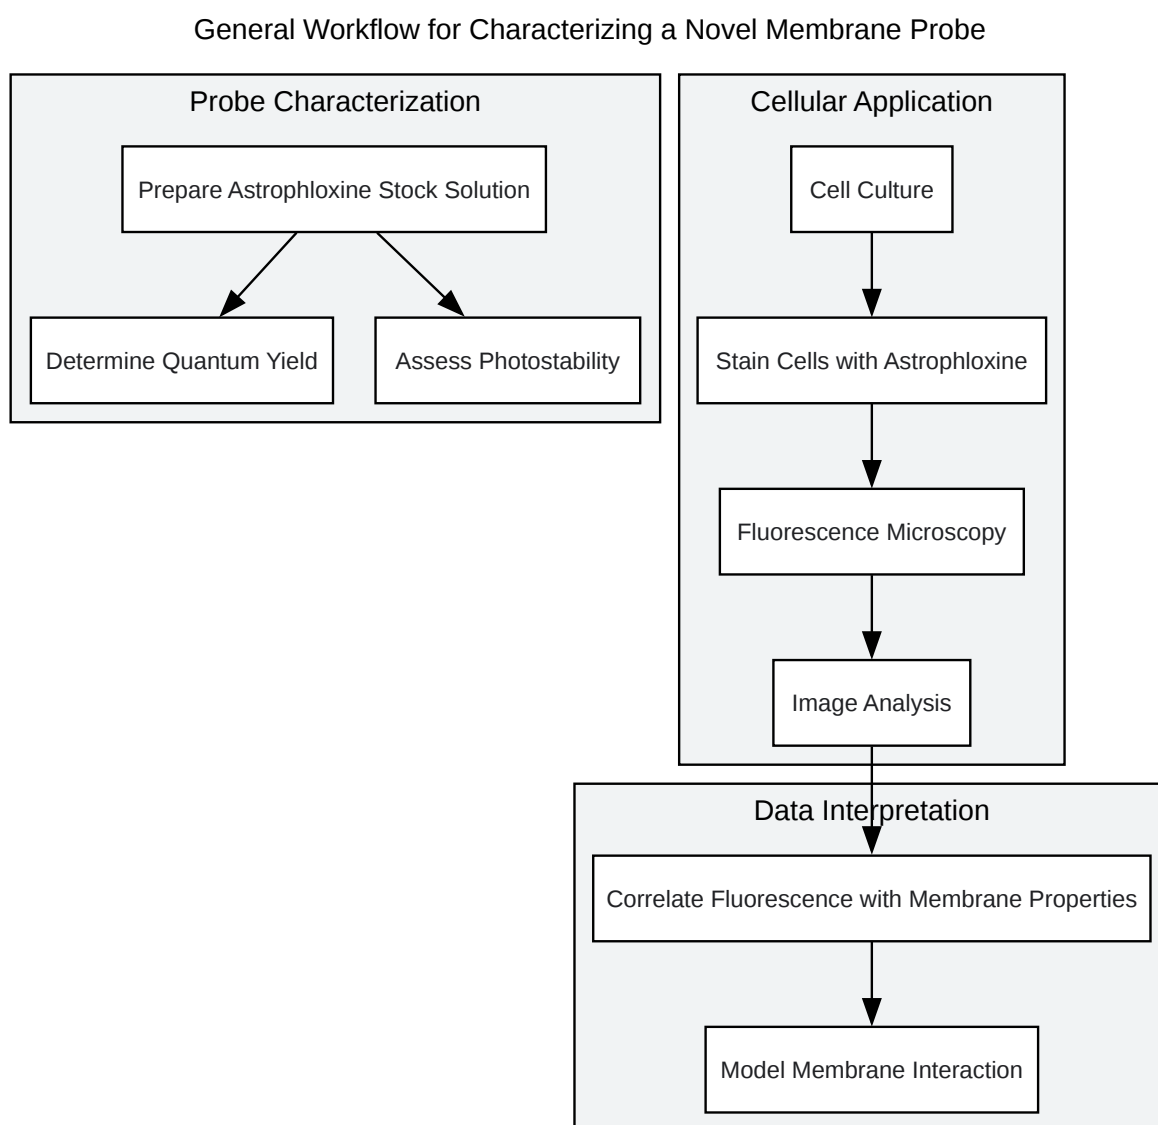 General Workflow for Characterizing a Novel Membrane Probe
Probe Characterization
Prepare Astrophloxine Stock Solution
Determine Quantum Yield
Assess Photostability
Cellular Application
Cell Culture
Stain Cells with Astrophloxine
Fluorescence Microscopy
Image Analysis
Data Interpretation
Correlate Fluorescence with Membrane Properties
Model Membrane Interaction